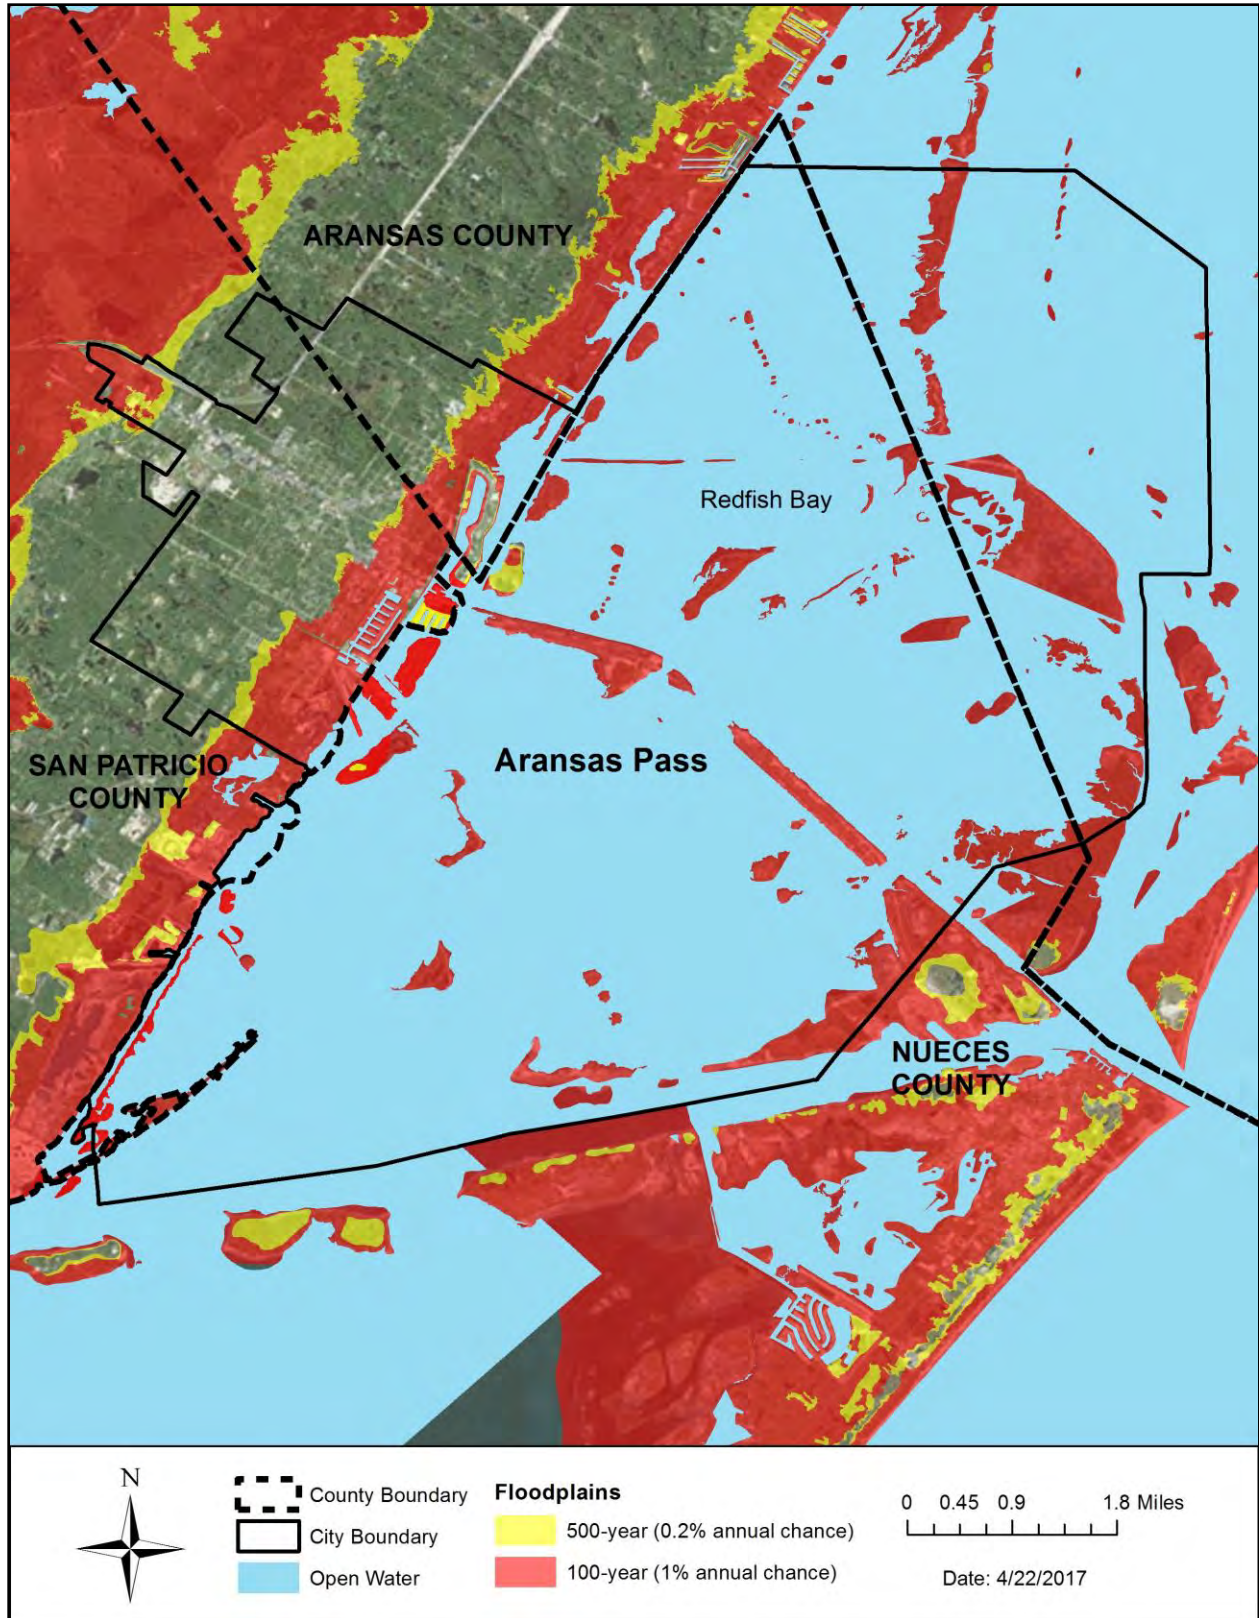 ARANSAS COUNTY
Redfish Bay
Aransas Pass
SAN PATRICIO
COUNTY
NUECES
COUNTY
N
County Boundary
City Boundary
Open Water
Floodplains
500-year (0.2% annual chance)
100-year (1% annual chance)
0 0.45 0.9 1.8 Miles
Date: 4/22/2017